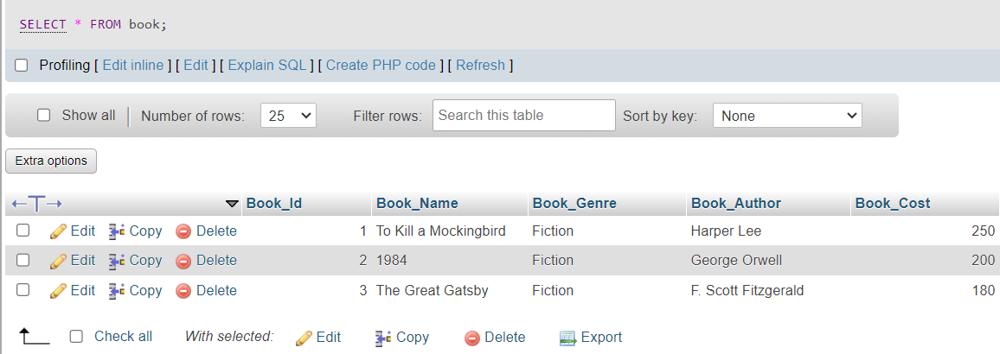 SELECT * FROM book;
Profiling [ Edit inline ] [ Edit ] [ Explain SQL ] [ Create PHP code ] [ Refresh ]
Show all Number of rows: 25 Filter rows: Search this table Sort by key: None
Extra options
Book_Id Book_Name Book_Genre Book_Author Book_Cost
Edit Copy Delete 1 To Kill a Mockingbird Fiction Harper Lee 250
Edit Copy Delete 2 1984 Fiction George Orwell 200
Edit Copy Delete 3 The Great Gatsby Fiction F. Scott Fitzgerald 180
Check all With selected: Edit Copy Delete Export